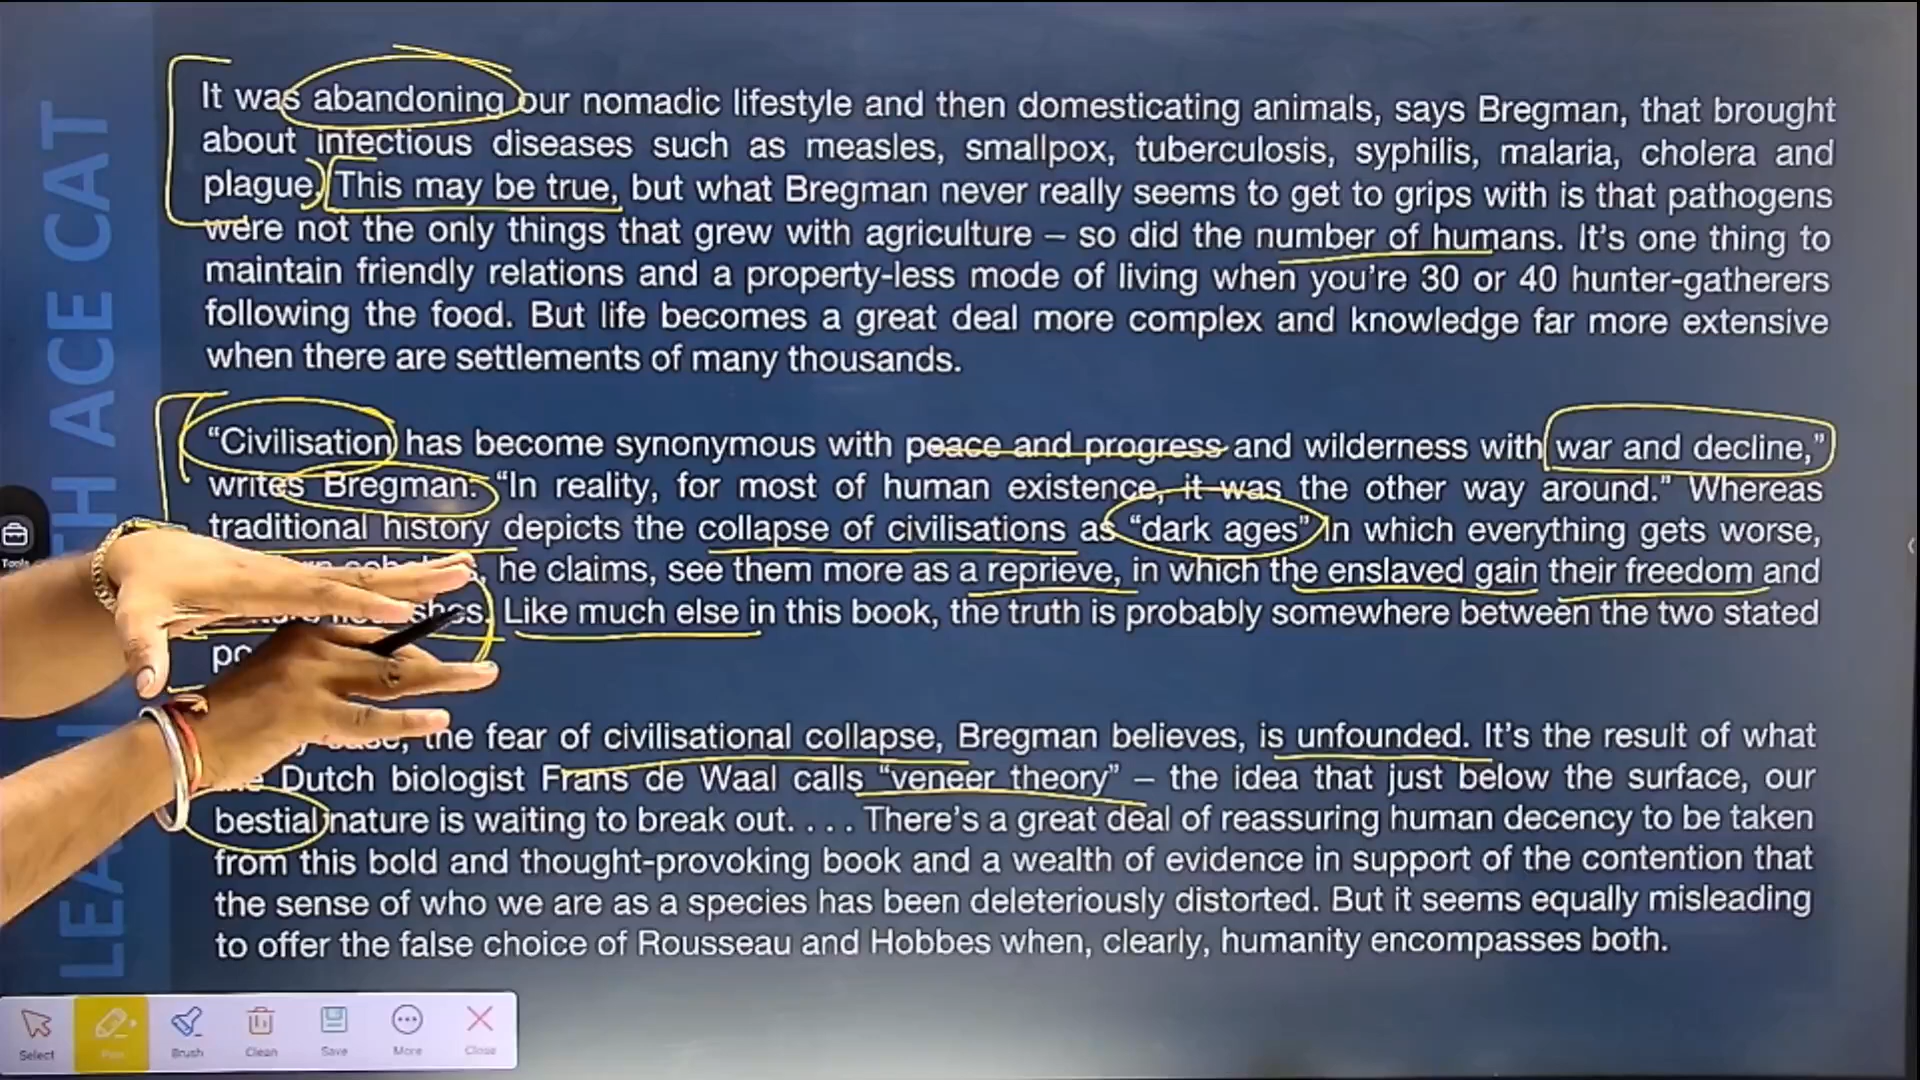 It was abandoning our nomadic lifestyle and then domesticating animals, says Bregman, that brought
about infectious diseases such as measles, smallpox, tuberculosis, syphilis, malaria, cholera and
plague. This may be true, but what Bregman never really seems to get to grips with is that pathogens
were not the only things that grew with agriculture – so did the number of humans. It's one thing to
maintain friendly relations and a property-less mode of living when you're 30 or 40 hunter-gatherers
following the food. But life becomes a great deal more complex and knowledge far more extensive
when there are settlements of many thousands.
“Civilisation has become synonymous with peace and progress and wilderness with war and decline,”
writes Bregman. “In reality, for most of human existence, it was the other way around.” Whereas
traditional history depicts the collapse of civilisations as “dark ages” in which everything gets worse,
he claims, see them more as a reprieve, in which the enslaved gain their freedom and
Like much else in this book, the truth is probably somewhere between the two stated
the fear of civilisational collapse, Bregman believes, is unfounded. It's the result of what
Dutch biologist Frans de Waal calls “veneer theory” – the idea that just below the surface, our
bestial nature is waiting to break out. . . . There's a great deal of reassuring human decency to be taken
from this bold and thought-provoking book and a wealth of evidence in support of the contention that
the sense of who we are as a species has been deleteriously distorted. But it seems equally misleading
to offer the false choice of Rousseau and Hobbes when, clearly, humanity encompasses both.
ACE CAT
Tools
Select
Pen
Brush
Clean
Save
More
Close